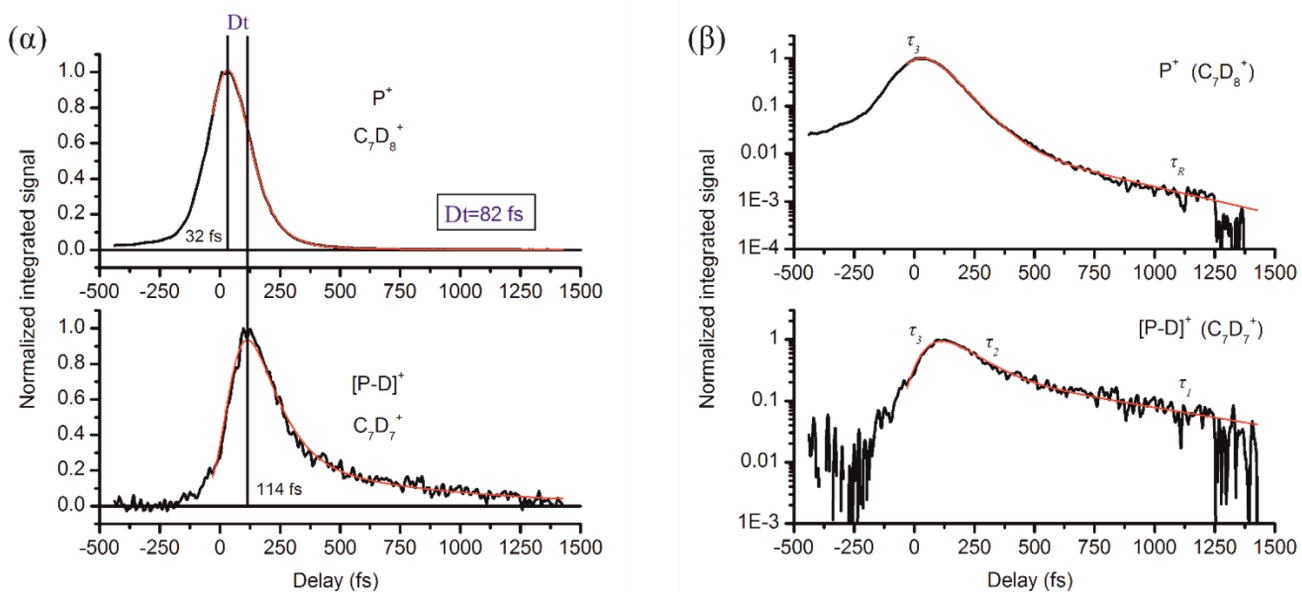 (α)
Dt
Normalized integrated signal
1.0
0.8
0.6
0.4
0.2
0.0
P+
C7D8+
Dt=82 fs
32 fs
-500 -250 0 250 500 750 1000 1250 1500
1.0
0.8
0.6
0.4
0.2
0.0
[P-D]+
C7D7+
114 fs
-500 -250 0 250 500 750 1000 1250 1500
Delay (fs)
(β)
Normalized integrated signal
1
0.1
0.01
1E-3
1E-4
τ3
P+ (C7D8+)
τR
-500 -250 0 250 500 750 1000 1250 1500
1
0.1
0.01
1E-3
τ3
τ2
[P-D]+ (C7D7+)
τ1
-500 -250 0 250 500 750 1000 1250 1500
Delay (fs)